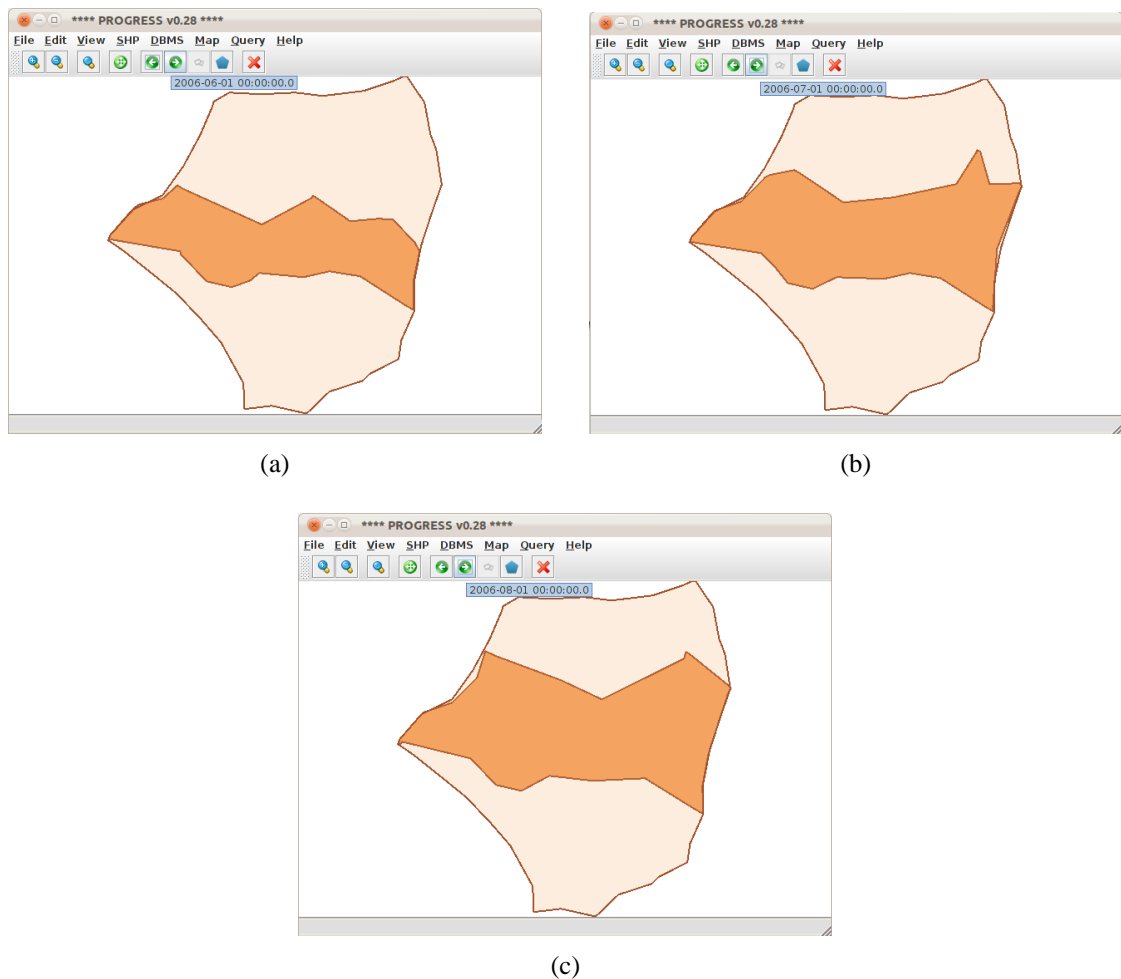 **** PROGRESS v0.28 ****
File Edit View SHP DBMS Map Query Help
2006-06-01 00:00:00.0
(a)
**** PROGRESS v0.28 ****
File Edit View SHP DBMS Map Query Help
2006-07-01 00:00:00.0
(b)
**** PROGRESS v0.28 ****
File Edit View SHP DBMS Map Query Help
2006-08-01 00:00:00.0
(c)